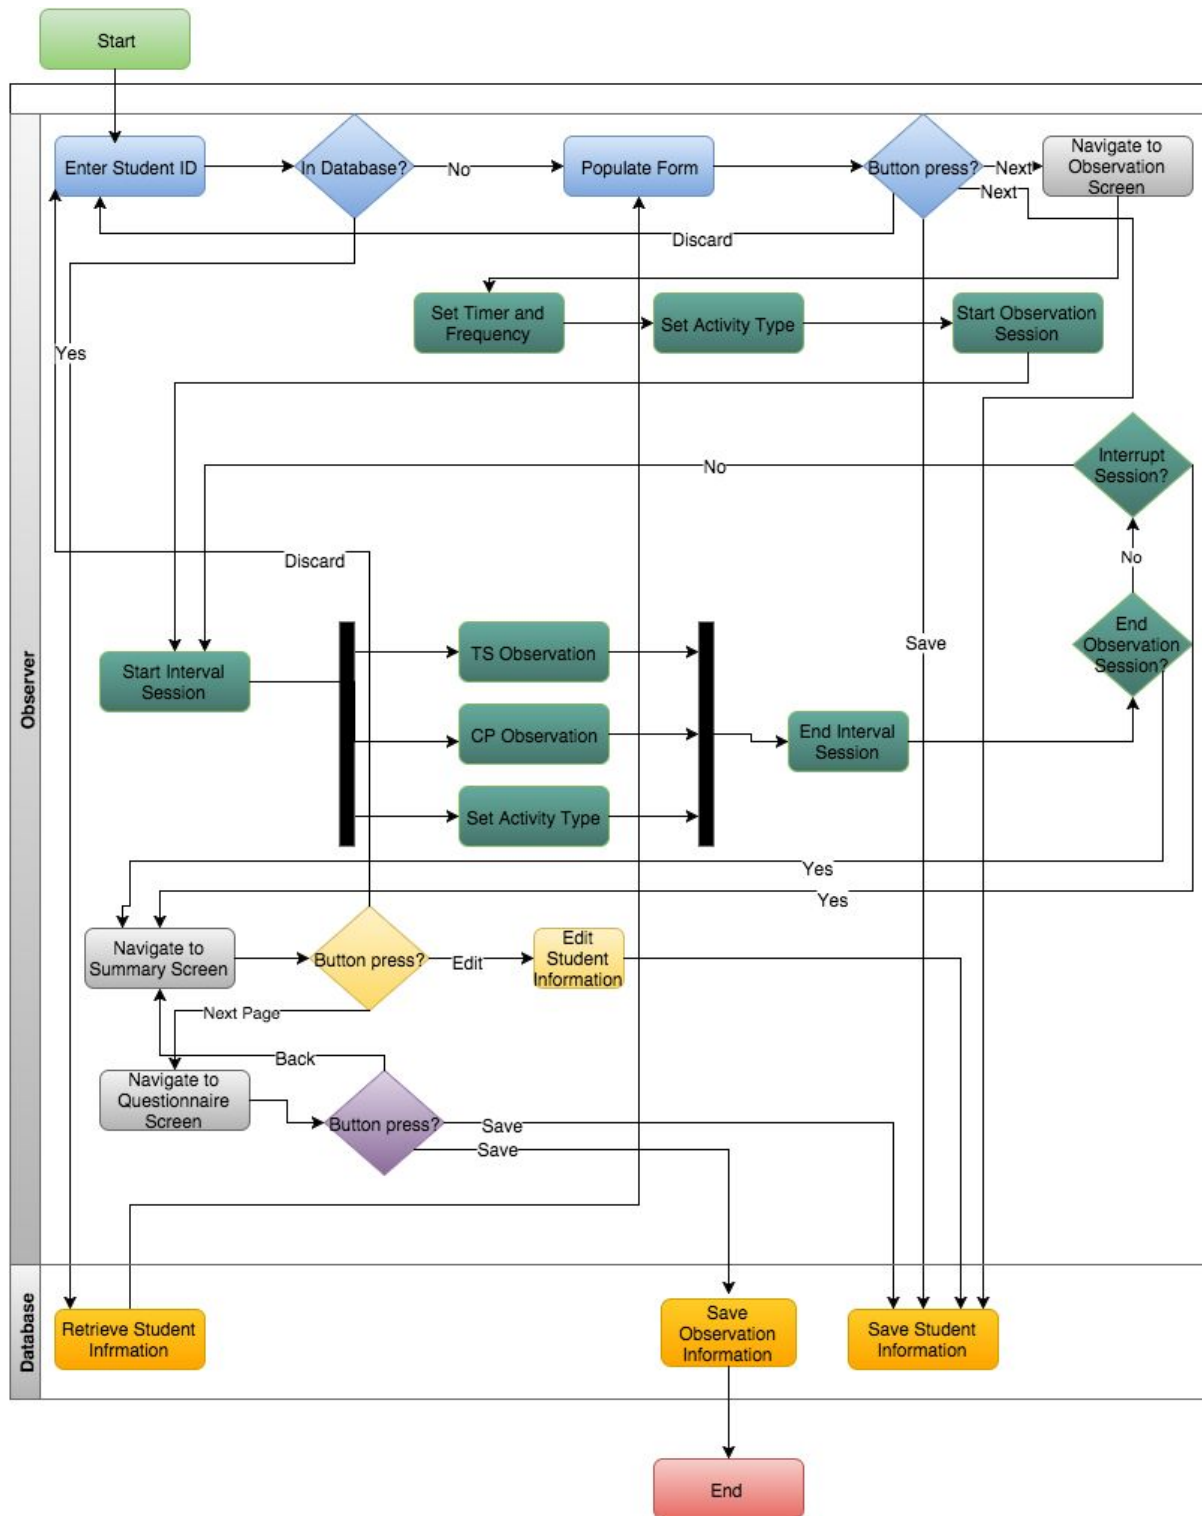 Start
Enter Student ID
In Database?
No
Populate Form
Button press?
Next
Next
Navigate to
Observation
Screen
Discard
Set Timer and
Frequency
Set Activity Type
Start Observation
Session
Yes
Interrupt
Session?
No
Discard
No
End
Observation
Session?
Save
Observer
Start Interval
Session
TS Observation
CP Observation
Set Activity Type
End Interval
Session
Yes
Yes
Navigate to
Summary Screen
Button press?
Edit
Edit
Student
Information
Next Page
Back
Navigate to
Questionnaire
Screen
Button press?
Save
Save
Database
Retrieve Student
Infrmation
Save
Observation
Information
Save Student
Information
End